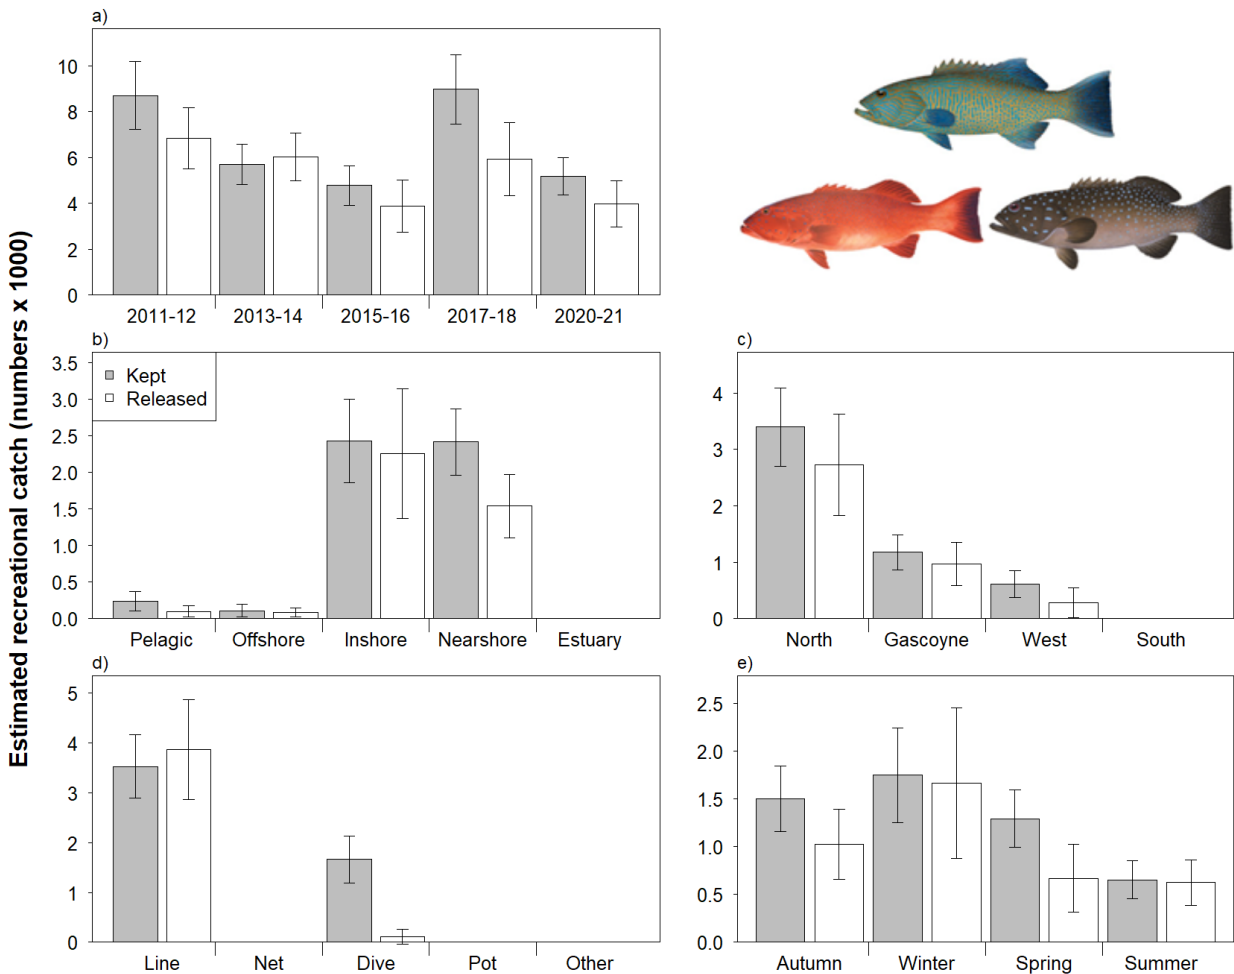 a)
10
8
6
4
2
0
2011-12 2013-14 2015-16 2017-18 2020-21
Estimated recreational catch (numbers x 1000)
b)
Kept
Released
3.5
3.0
2.5
2.0
1.5
1.0
0.5
0.0
Pelagic Offshore Inshore Nearshore Estuary
c)
4
3
2
1
0
North Gascoyne West South
d)
5
4
3
2
1
0
Line Net Dive Pot Other
e)
2.5
2.0
1.5
1.0
0.5
0.0
Autumn Winter Spring Summer